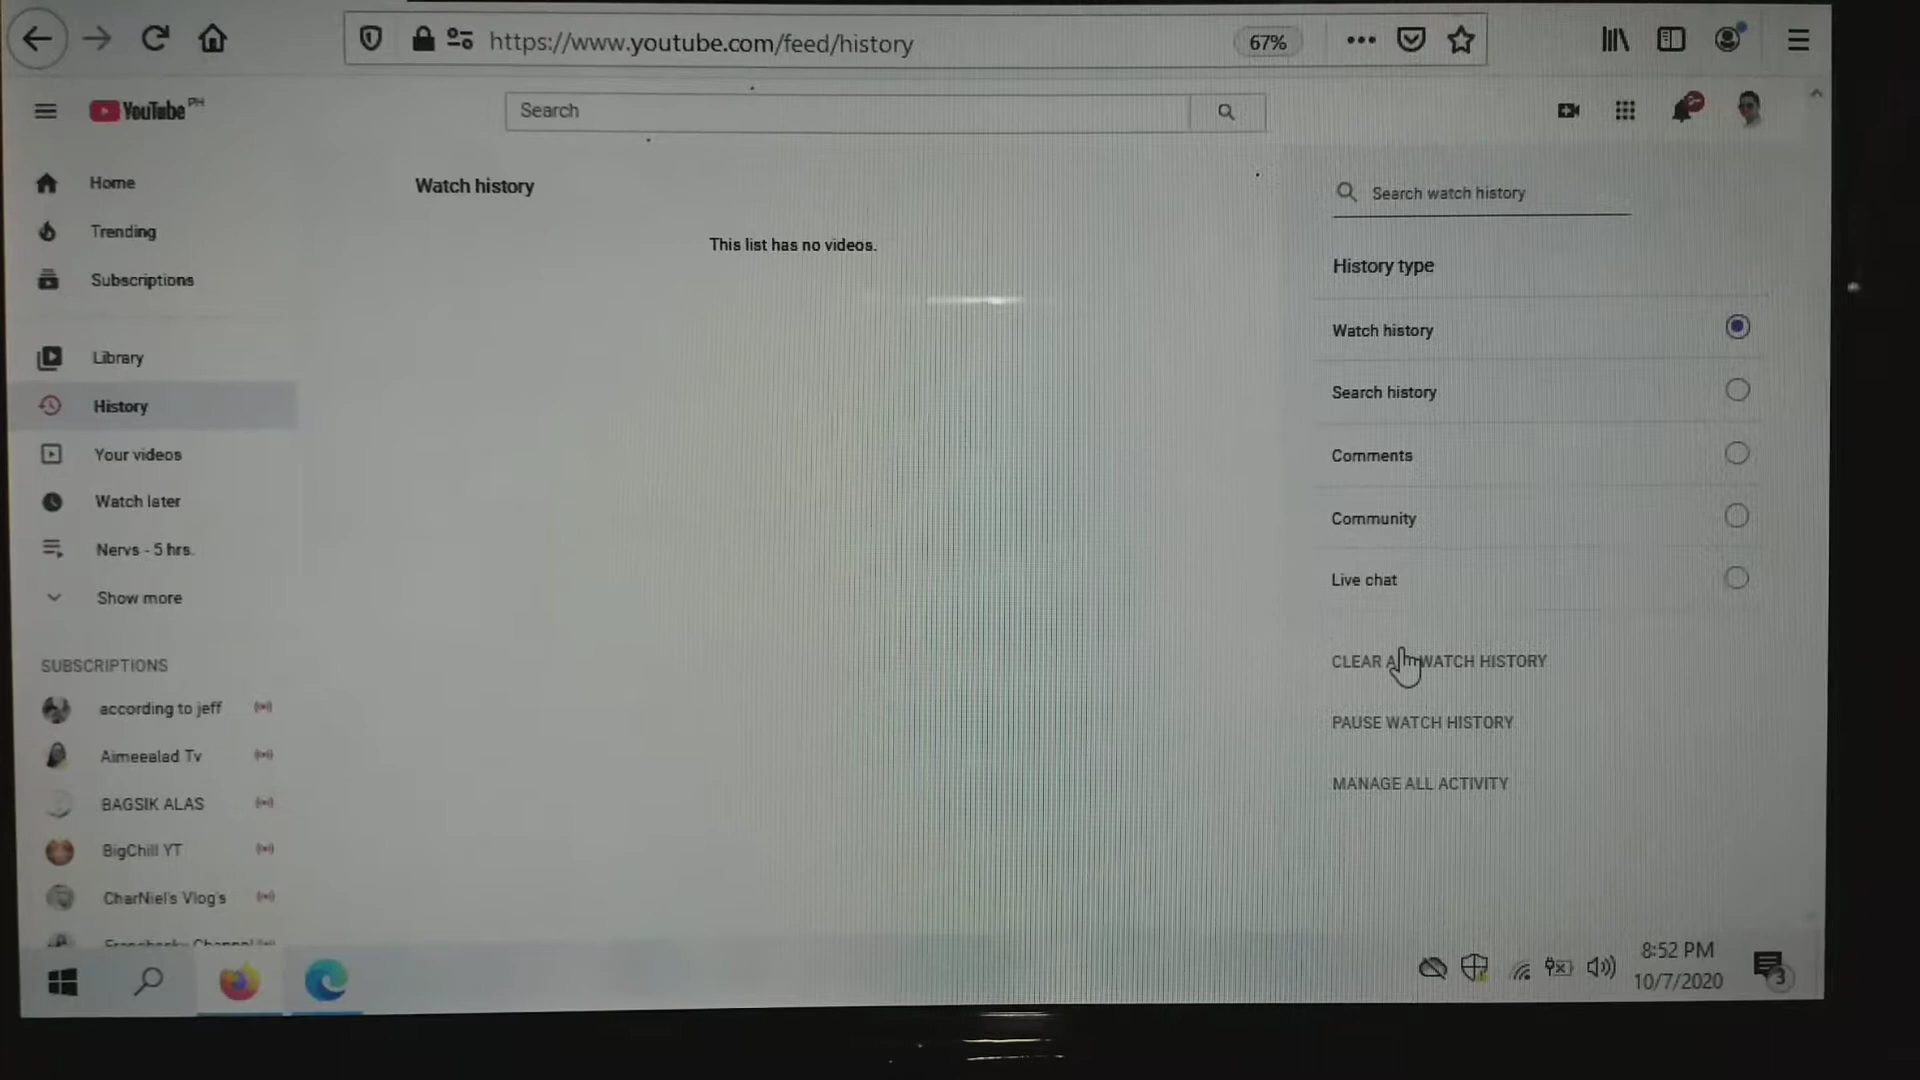 https://www.youtube.com/feed/history
67%
YouTube PH
Search
Home
Trending
Subscriptions
Library
History
Your videos
Watch later
Nervs - 5 hrs.
Show more
SUBSCRIPTIONS
according to jeff
Aimeealad Tv
BAGSIK ALAS
BigChill YT
CharNiel's Vlog's
Watch history
This list has no videos.
Search watch history
History type
Watch history
Search history
Comments
Community
Live chat
CLEAR WATCH HISTORY
PAUSE WATCH HISTORY
MANAGE ALL ACTIVITY
8:52 PM
10/7/2020
3